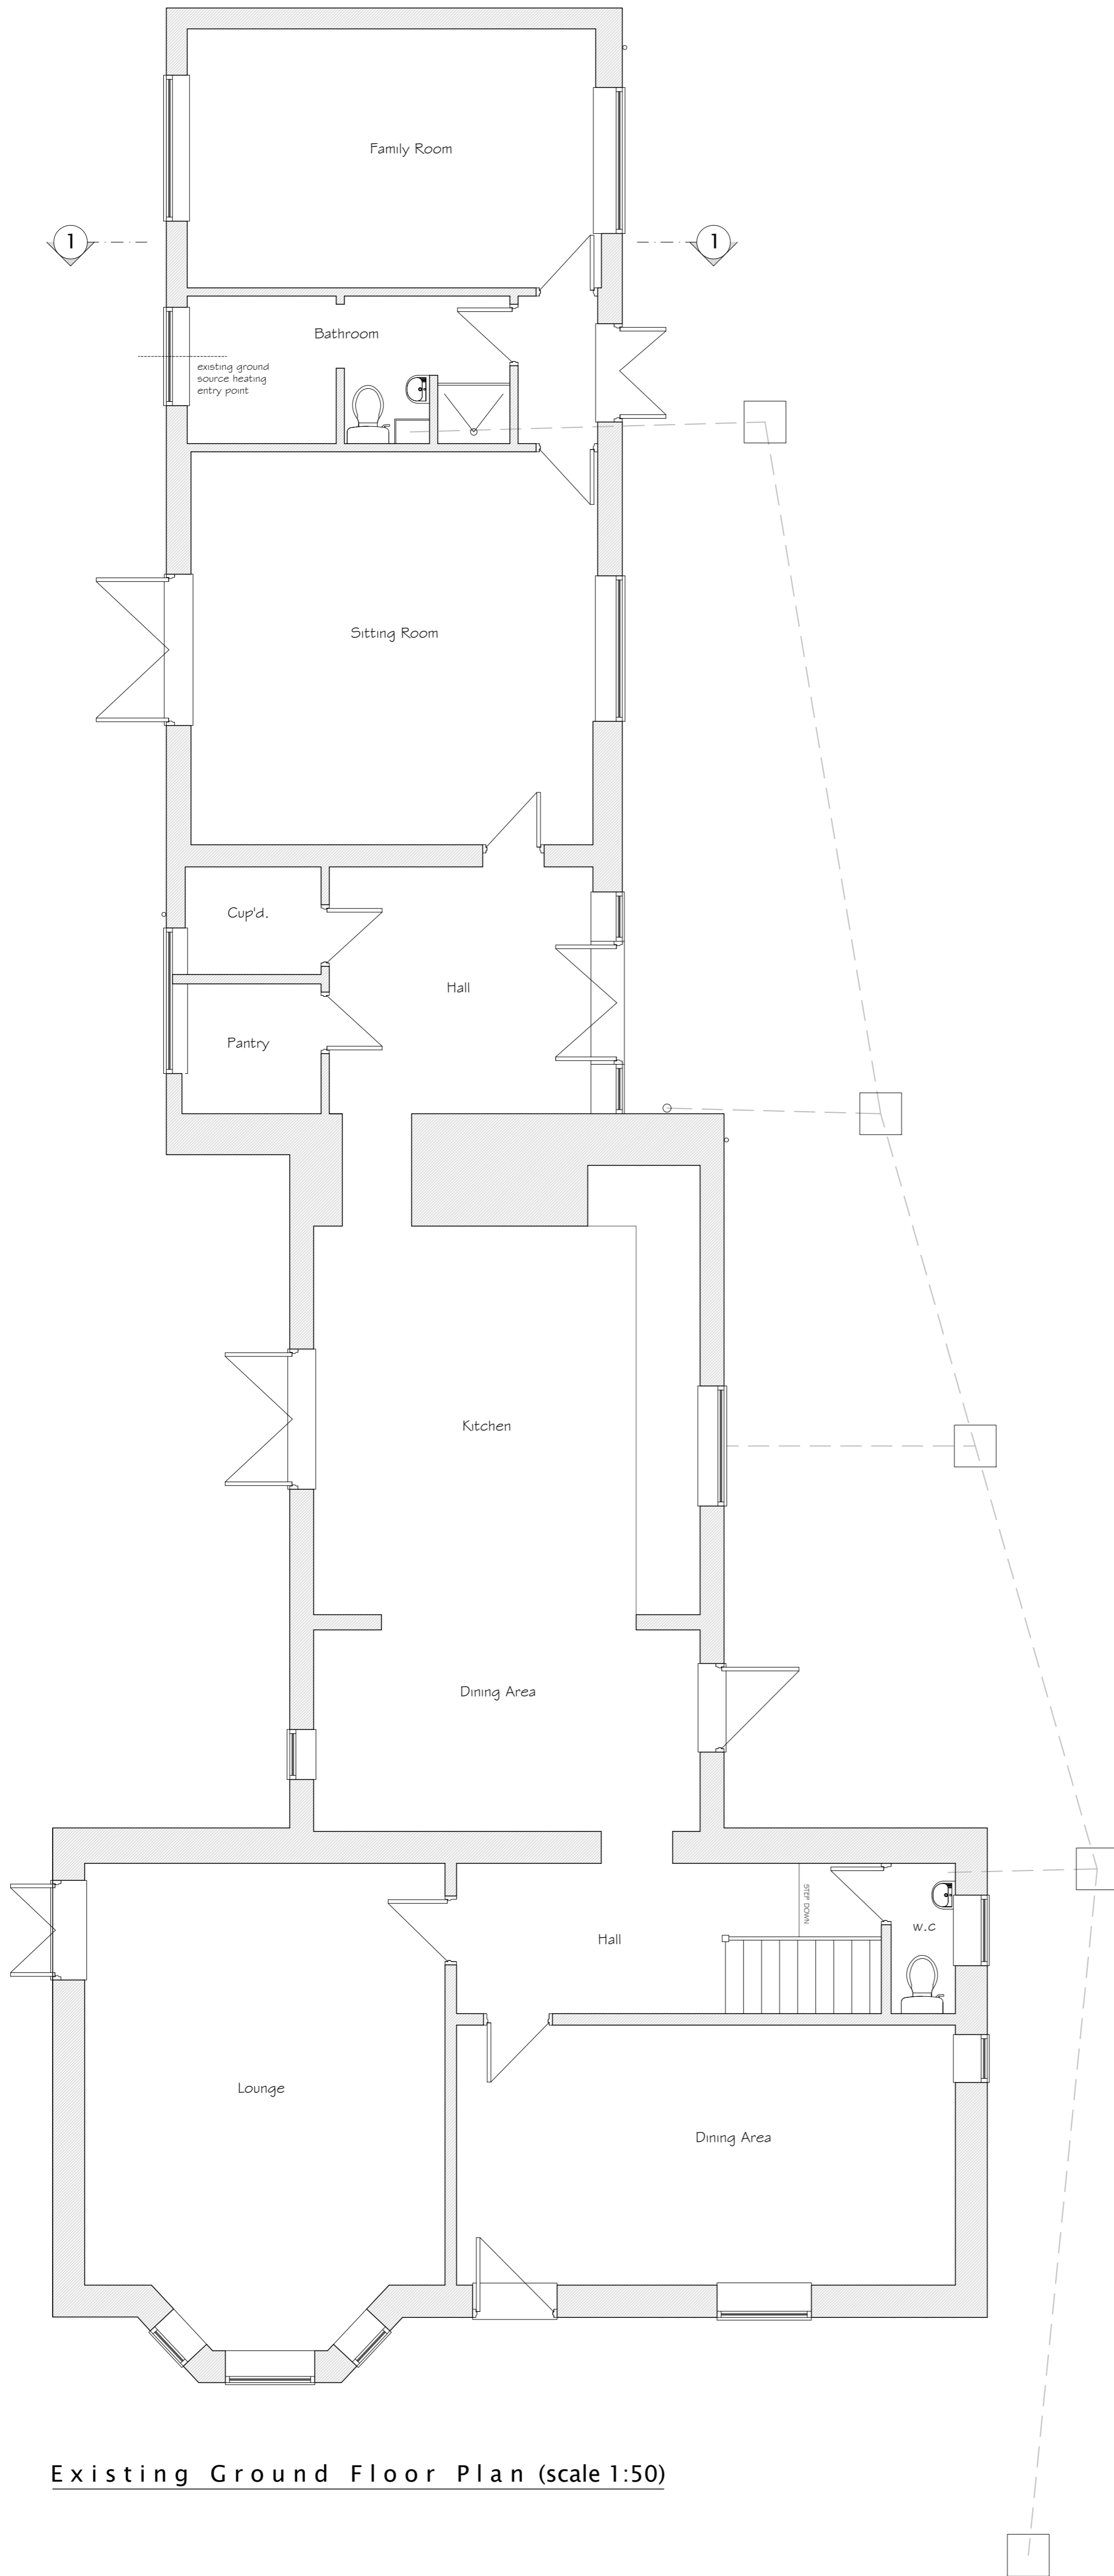 Family Room
1
1
Bathroom
existing ground
source heating
entry point
Sitting Room
Cup'd.
Hall
Pantry
Kitchen
Dining Area
STEP DOWN
w.c
Hall
Lounge
Dining Area
Existing Ground Floor Plan (scale 1:50)